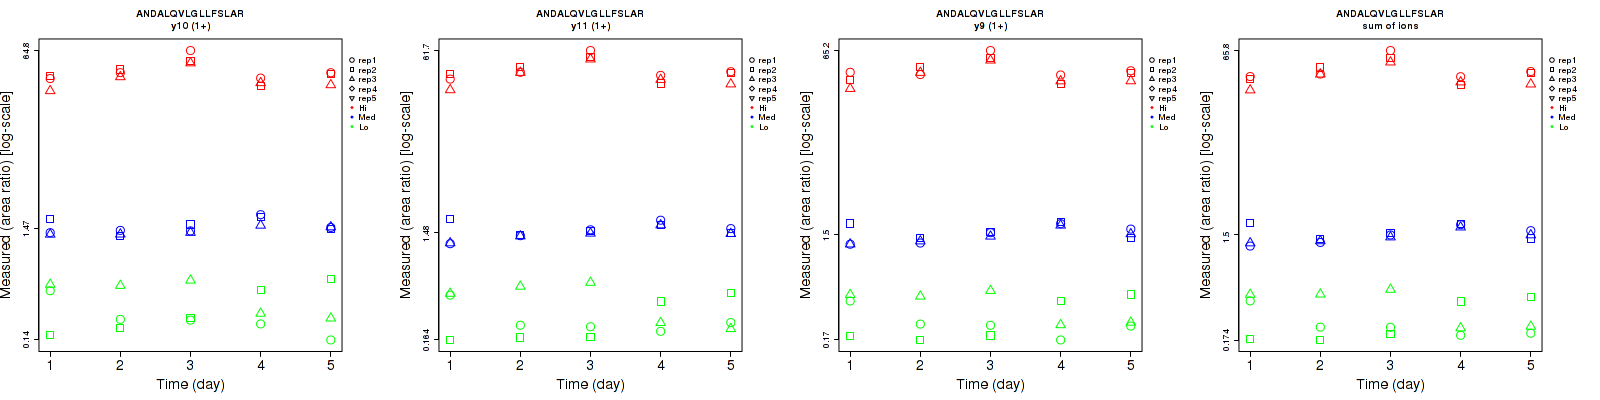 ANDALQVLGLLFSLAR
y10 (1+)
Measured (area ratio) [log-scale]
64.8
1.47
0.14
1 2 3 4 5
Time (day)
rep1
rep2
rep3
rep4
rep5
Hi
Med
Lo
ANDALQVLGLLFSLAR
y11 (1+)
Measured (area ratio) [log-scale]
61.7
1.48
0.164
1 2 3 4 5
Time (day)
rep1
rep2
rep3
rep4
rep5
Hi
Med
Lo
ANDALQVLGLLFSLAR
y9 (1+)
Measured (area ratio) [log-scale]
65.2
1.5
0.17
1 2 3 4 5
Time (day)
rep1
rep2
rep3
rep4
rep5
Hi
Med
Lo
ANDALQVLGLLFSLAR
sum of ions
Measured (area ratio) [log-scale]
65.8
1.5
0.174
1 2 3 4 5
Time (day)
rep1
rep2
rep3
rep4
rep5
Hi
Med
Lo